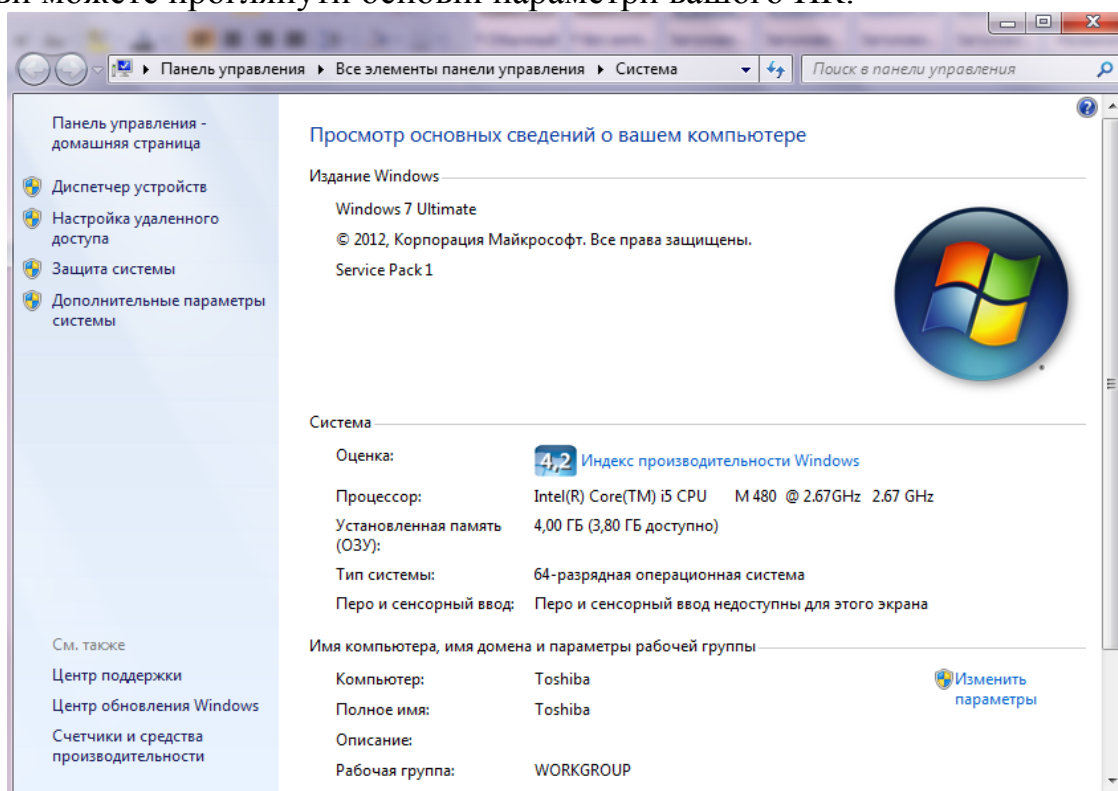 можете проглянути основні параметри вашого ПК.
Панель управления ▸ Все элементы панели управления ▸ Система
Поиск в панели управления
Панель управления -
домашняя страница
Диспетчер устройств
Настройка удаленного
доступа
Защита системы
Дополнительные параметры
системы
Просмотр основных сведений о вашем компьютере
Издание Windows
Windows 7 Ultimate
© 2012, Корпорация Майкрософт. Все права защищены.
Service Pack 1
Система
Оценка: 4,2 Индекс производительности Windows
Процессор: Intel(R) Core(TM) i5 CPU M 480 @ 2.67GHz 2.67 GHz
Установленная память 4,00 ГБ (3,80 ГБ доступно)
(ОЗУ):
Тип системы: 64-разрядная операционная система
Перо и сенсорный ввод: Перо и сенсорный ввод недоступны для этого экрана
Имя компьютера, имя домена и параметры рабочей группы
Компьютер: Toshiba
Изменить
параметры
Полное имя: Toshiba
Описание:
Рабочая группа: WORKGROUP
См. также
Центр поддержки
Центр обновления Windows
Счетчики и средства
производительности